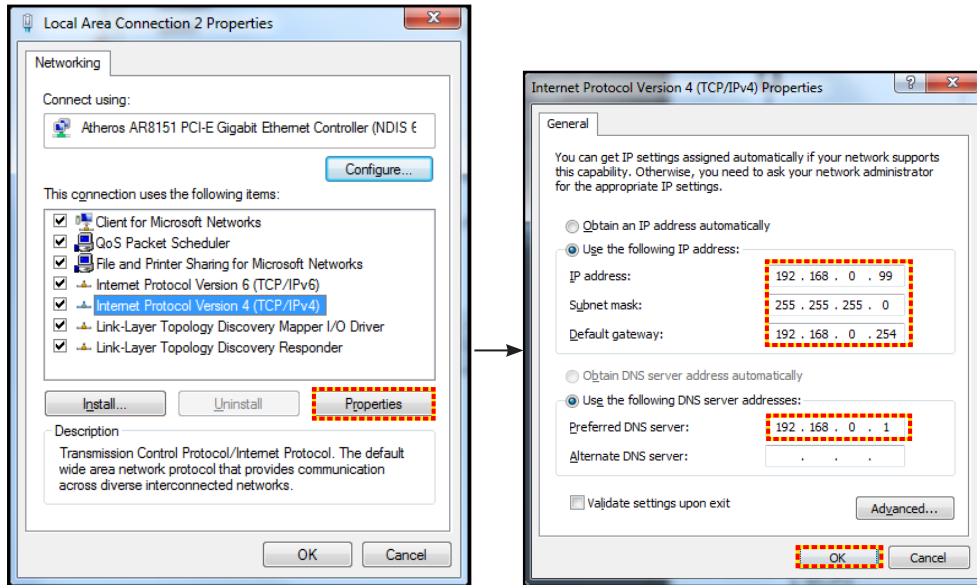 Local Area Connection 2 Properties
Networking
Connect using:
Atheros AR8151 PCI-E Gigabit Ethernet Controller (NDIS 6
Configure...
This connection uses the following items:
Client for Microsoft Networks
QoS Packet Scheduler
File and Printer Sharing for Microsoft Networks
Internet Protocol Version 6 (TCP/IPv6)
Internet Protocol Version 4 (TCP/IPv4)
Link-Layer Topology Discovery Mapper I/O Driver
Link-Layer Topology Discovery Responder
Install...
Uninstall
Properties
Description
Transmission Control Protocol/Internet Protocol. The default
wide area network protocol that provides communication
across diverse interconnected networks.
OK
Cancel
Internet Protocol Version 4 (TCP/IPv4) Properties
General
You can get IP settings assigned automatically if your network supports
this capability. Otherwise, you need to ask your network administrator
for the appropriate IP settings.
Obtain an IP address automatically
Use the following IP address:
IP address:
192 . 168 . 0 . 99
Subnet mask:
255 . 255 . 255 . 0
Default gateway:
192 . 168 . 0 . 254
Obtain DNS server address automatically
Use the following DNS server addresses:
Preferred DNS server:
192 . 168 . 0 . 1
Alternate DNS server:
. . .
Validate settings upon exit
Advanced...
OK
Cancel